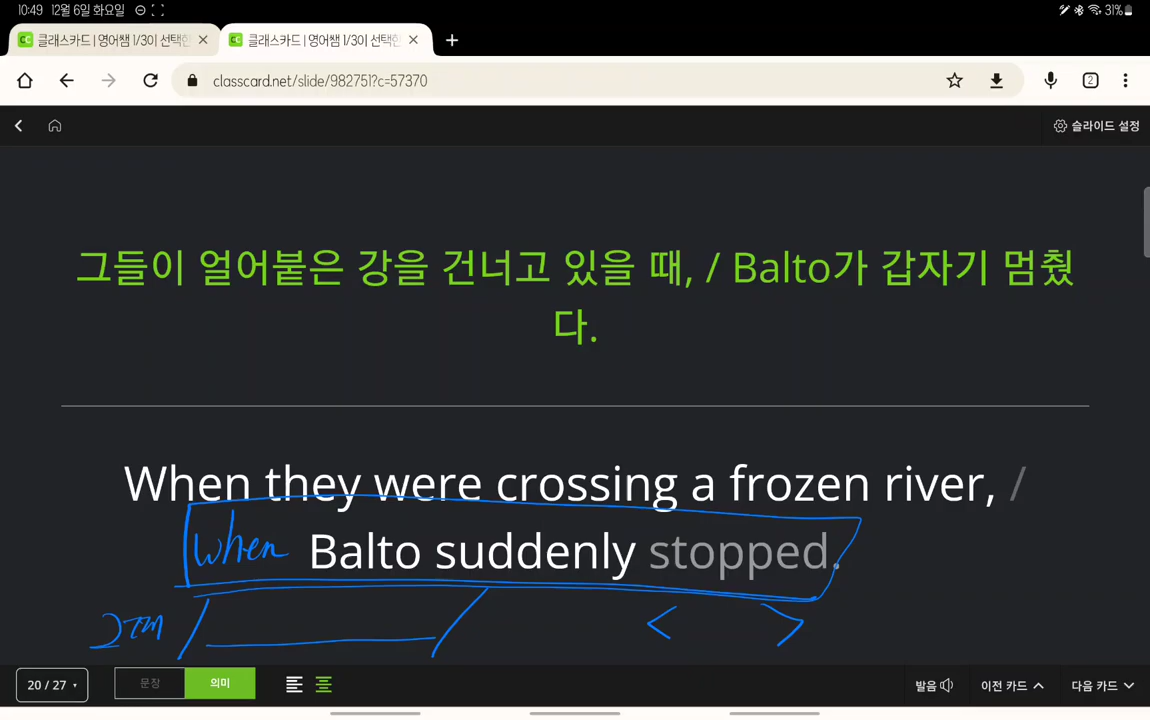 10:49 12월 6일 화요일 31%
클래스카드 | 영어쌤 1/30| 선택한 클래스카드 | 영어쌤 1/30| 선택한
classcard.net/slide/982751?c=57370 2
슬라이드 설정
그들이 얼어붙은 강을 건너고 있을 때, / Balto가 갑자기 멈췄
다.
When they were crossing a frozen river, /
when Balto suddenly stopped.
20 / 27 문장 의미 발음 이전 카드 다음 카드